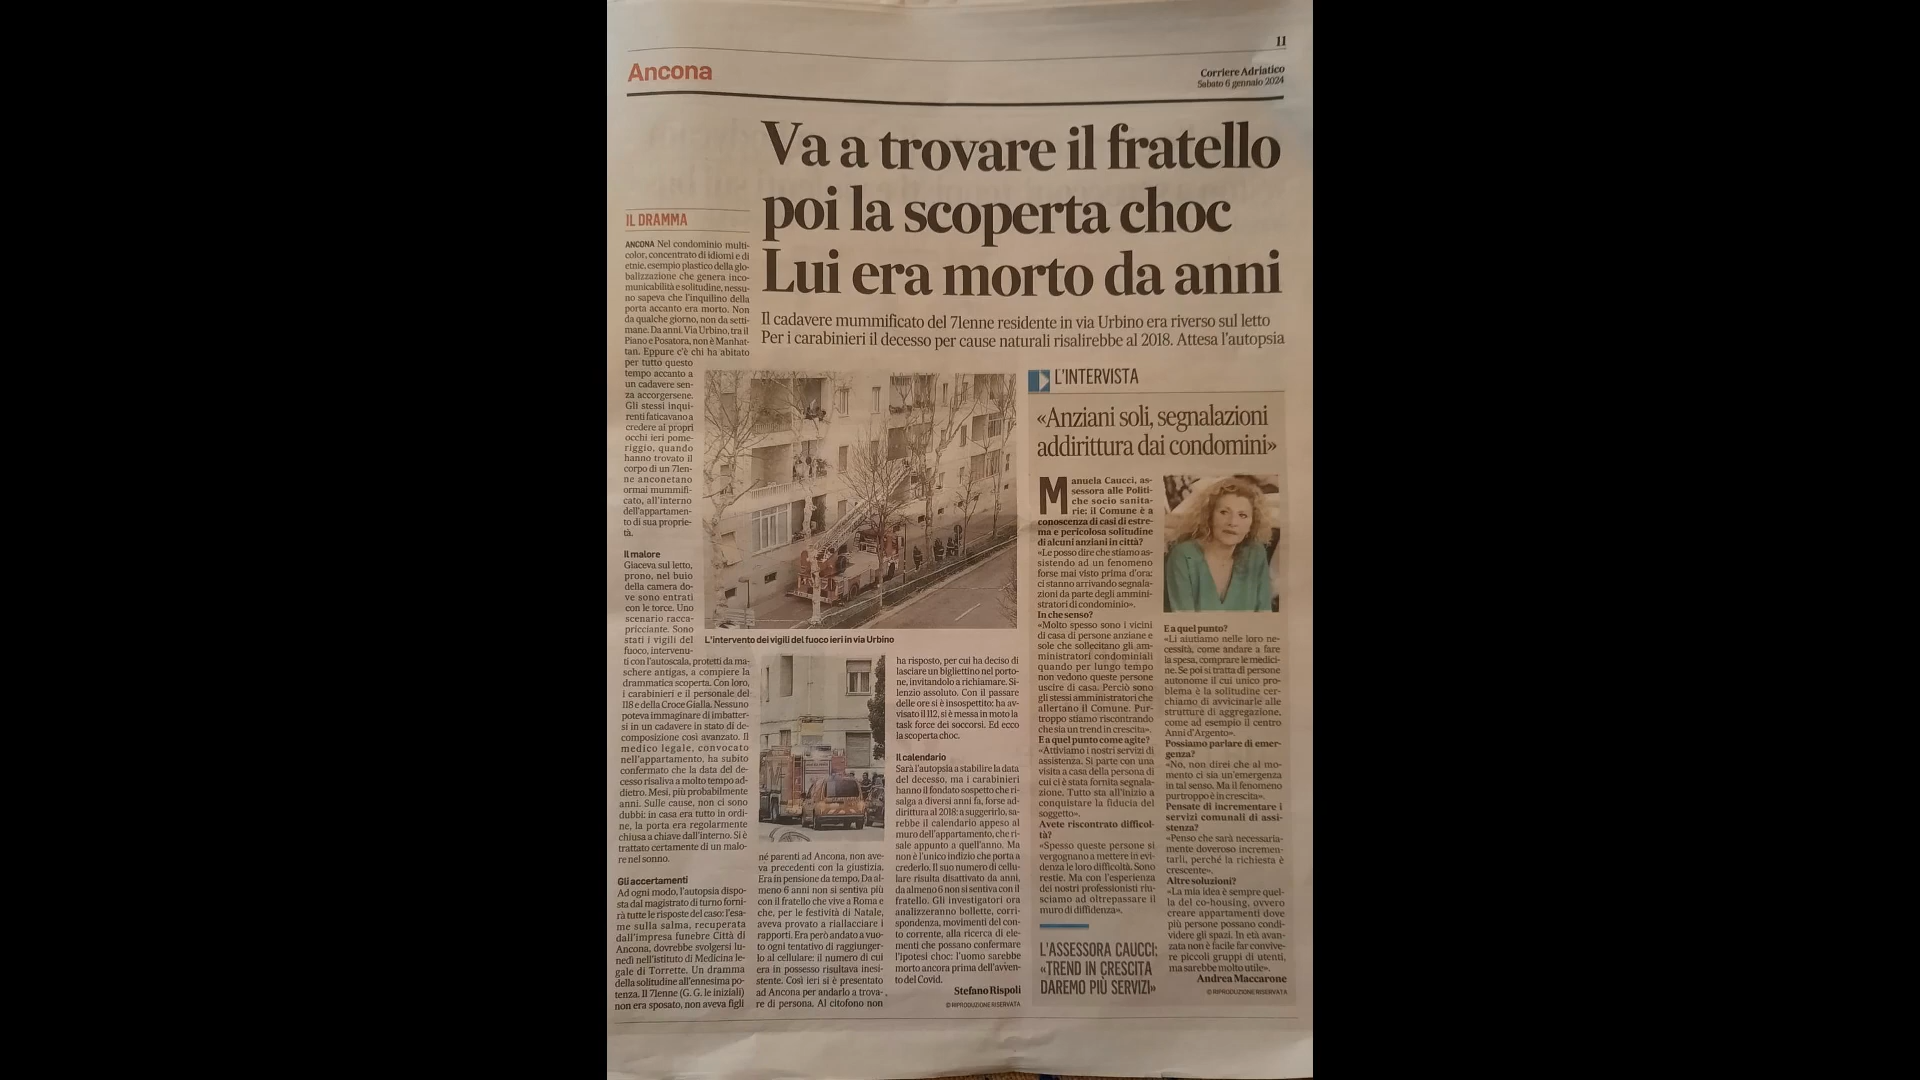 11
Ancona
Corriere Adriatico
Sabato 6 gennaio 2024
Va a trovare il fratello
poi la scoperta choc
Lui era morto da anni
Il cadavere mummificato del 71enne residente in via Urbino era riverso sul letto
Per i carabinieri il decesso per cause naturali risalirebbe al 2018. Attesa l'autopsia
IL DRAMMA
ANCONA Nel condominio multi-
color, concentrato di idiomi e di
etnie, esempio plastico della glo-
balizzazione che genera inco-
municabilità e solitudine, nessu-
no sapeva che l'inquilino della
porta accanto era morto. Non
da qualche giorno, non da setti-
mane. Da anni. Via Urbino, tra il
Piano e Posatora, non è Manhat-
tan. Eppure c'è chi ha abitato
per tutto questo
tempo accanto a
un cadavere sen-
za accorgersene.
Gli stessi inqui-
renti faticavano a
credere ai propri
occhi ieri pome-
riggio, quando
hanno trovato il
corpo di un 71en-
ne anconetano
ormai mummifi-
cato, all'interno
dell'appartamen-
to di sua proprie-
tà.
Il malore
Giaceva sul letto,
prono, nel buio
della camera do-
ve sono entrati
con le torce. Uno
scenario racca-
pricciante. Sono
stati i vigili del
fuoco, intervenu-
ti con l'autoscala, protetti da ma-
schere antigas, a compiere la
drammatica scoperta. Con loro,
i carabinieri e il personale del
118 e della Croce Gialla. Nessuno
poteva immaginare di imbatter-
si in un cadavere in stato di de-
composizione così avanzato. Il
medico legale, convocato
nell'appartamento, ha subito
confermato che la data del de-
cesso risaliva a molto tempo ad-
dietro. Mesi, più probabilmente
anni. Sulle cause, non ci sono
dubbi: in casa era tutto in ordi-
ne, la porta era regolarmente
chiusa a chiave dall'interno. Si è
trattato certamente di un malo-
re nel sonno.
Gli accertamenti
Ad ogni modo, l'autopsia dispo-
sta dal magistrato di turno forni-
rà tutte le risposte del caso: l'esa-
me sulla salma, recuperata
dall'impresa funebre Città di
Ancona, dovrebbe svolgersi lu-
nedì nell'istituto di Medicina le-
gale di Torrette. Un dramma
della solitudine all'ennesima po-
tenza. Il 71enne (G. G. le iniziali)
non era sposato, non aveva figli
L'intervento dei vigili del fuoco ieri in via Urbino
né parenti ad Ancona, non ave-
va precedenti con la giustizia.
Era in pensione da tempo. Da al-
meno 6 anni non si sentiva più
con il fratello che vive a Roma e
che, per le festività di Natale,
aveva provato a riallacciare i
rapporti. Era però andato a vuo-
to ogni tentativo di raggiunger-
lo al cellulare: il numero di cui
era in possesso risultava inesi-
stente. Così ieri si è presentato
ad Ancona per andarlo a trova-
re di persona. Al citofono non
ha risposto, per cui ha deciso di
lasciare un bigliettino nel porto-
ne, invitandolo a richiamare. Si-
lenzio assoluto. Con il passare
delle ore si è insospettito: ha av-
visato il 112, si è messa in moto la
task force dei soccorsi. Ed ecco
la scoperta choc.
Il calendario
Sarà l'autopsia a stabilire la data
del decesso, ma i carabinieri
hanno il fondato sospetto che ri-
salga a diversi anni fa, forse ad-
dirittura al 2018: a suggerirlo, sa-
rebbe il calendario appeso al
muro dell'appartamento, che ri-
sale appunto a quell'anno. Ma
non è l'unico indizio che porta a
crederlo. Il suo numero di cellu-
lare risulta disattivato da anni,
da almeno 6 non si sentiva con il
fratello. Gli investigatori ora
analizzeranno bollette, corri-
spondenza, movimenti del con-
to corrente, alla ricerca di ele-
menti che possano confermare
l'ipotesi choc: l'uomo sarebbe
morto ancora prima dell'avven-
to del Covid.
Stefano Rispoli
© RIPRODUZIONE RISERVATA
L'INTERVISTA
«Anziani soli, segnalazioni
addirittura dai condomini»
Manuela Caucci, as-
sessora alle Politi-
che socio sanita-
rie: il Comune è a
conoscenza di casi di estre-
ma e pericolosa solitudine
di alcuni anziani in città?
«Le posso dire che stiamo as-
sistendo ad un fenomeno
forse mai visto prima d'ora:
ci stanno arrivando segnala-
zioni da parte degli ammini-
stratori di condominio».
In che senso?
«Molto spesso sono i vicini
di casa di persone anziane e
sole che sollecitano gli am-
ministratori condominiali
quando per lungo tempo
non vedono queste persone
uscire di casa. Perciò sono
gli stessi amministratori che
allertano il Comune. Pur-
troppo stiamo riscontrando
che sia un trend in crescita».
E a quel punto come agite?
«Attiviamo i nostri servizi di
assistenza. Si parte con una
visita a casa della persona di
cui ci è stata fornita segnala-
zione. Tutto sta all'inizio a
conquistare la fiducia del
soggetto».
Avete riscontrato difficol-
tà?
«Spesso queste persone si
vergognano a mettere in evi-
denza le loro difficoltà. Sono
restie. Ma con l'esperienza
dei nostri professionisti riu-
sciamo ad oltrepassare il
muro di diffidenza».
L'ASSESSORA CAUCCI:
«TREND IN CRESCITA
DAREMO PIÙ SERVIZI»
E a quel punto?
«Li aiutiamo nelle loro ne-
cessità, come andare a fare
la spesa, comprare le medici-
ne. Se poi si tratta di persone
autonome il cui unico pro-
blema è la solitudine cer-
chiamo di avvicinarle alle
strutture di aggregazione,
come ad esempio il centro
Anni d'Argento».
Possiamo parlare di emer-
genza?
«No, non direi che al mo-
mento ci sia un'emergenza
in tal senso. Ma il fenomeno
purtroppo è in crescita».
Pensate di incrementare i
servizi comunali di assi-
stenza?
«Penso che sarà necessaria-
mente doveroso incremen-
tarli, perché la richiesta è
crescente».
Altre soluzioni?
«La mia idea è sempre quel-
la del co-housing, ovvero
creare appartamenti dove
più persone possano condi-
videre gli spazi. In età avan-
zata non è facile far convive-
re piccoli gruppi di utenti,
ma sarebbe molto utile».
Andrea Maccarone
© RIPRODUZIONE RISERVATA